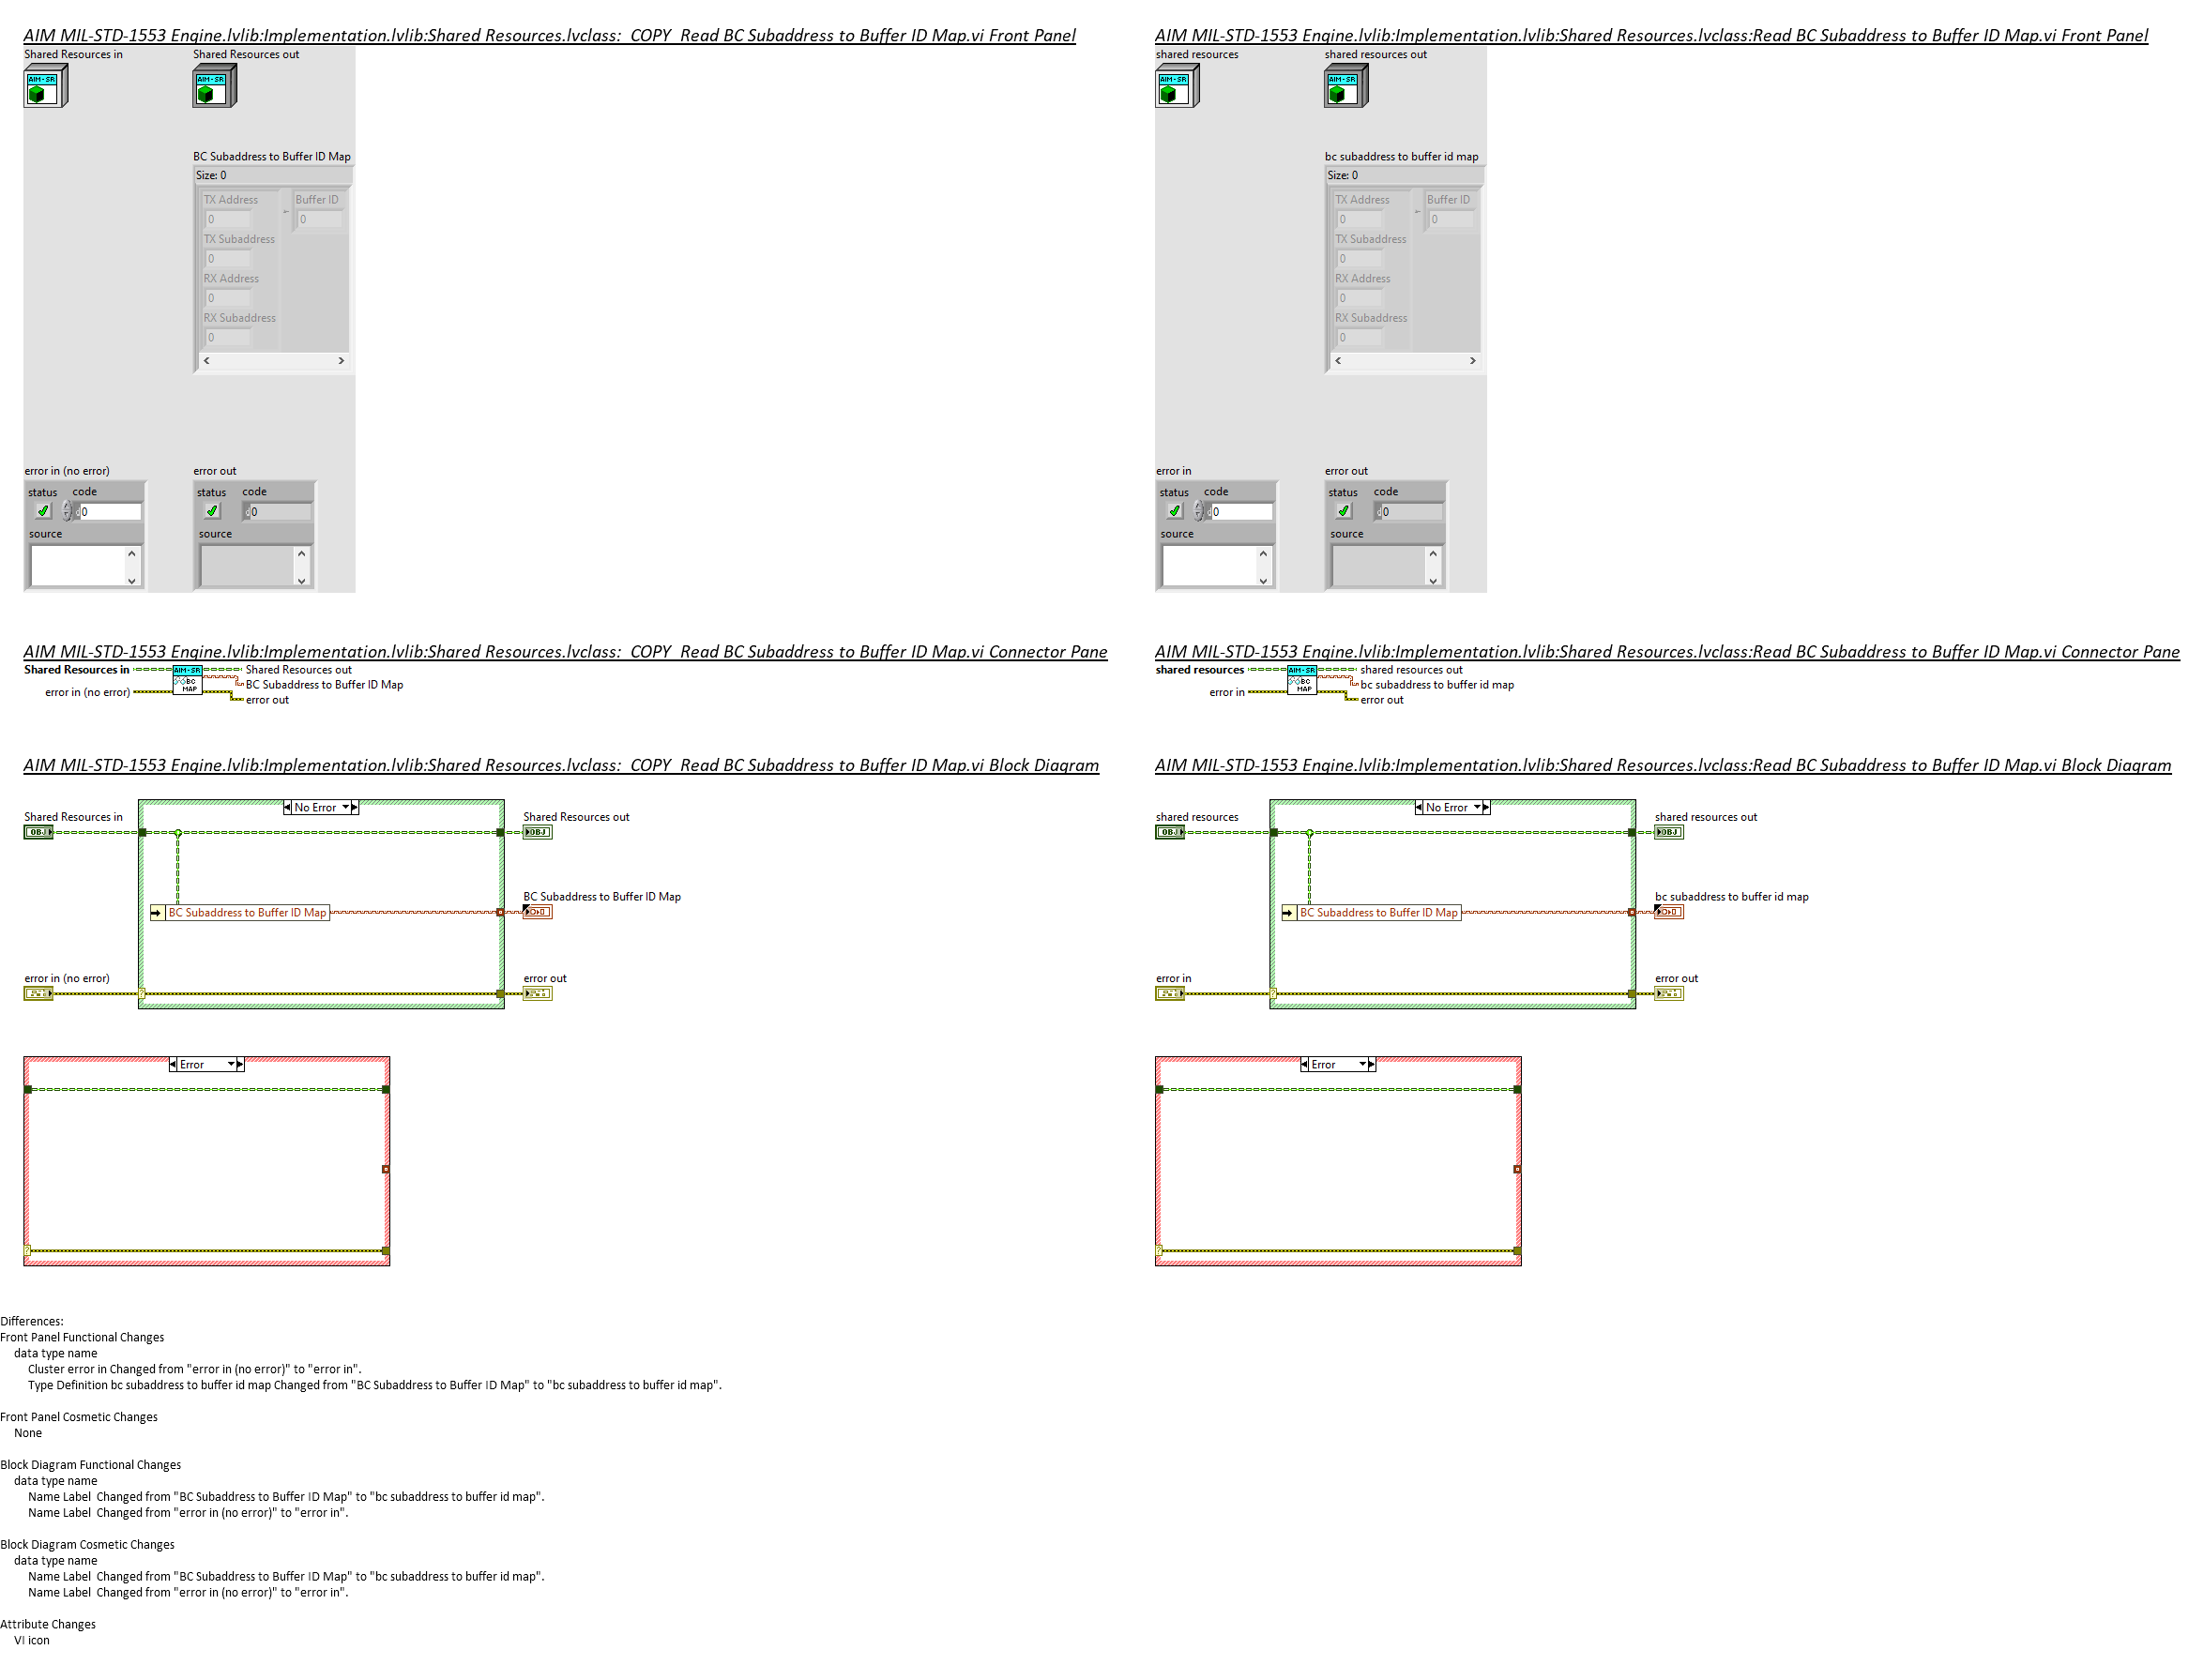 AIM MIL-STD-1553 Engine.lvlib:Implementation.lvlib:Shared Resources.lvclass:  COPY  Read BC Subaddress to Buffer ID Map.vi Front Panel
Shared Resources in
Shared Resources out
AIM-SR
AIM-SR
BC Subaddress to Buffer ID Map
Size: 0
TX Address
Buffer ID
0
0
TX Subaddress
0
RX Address
0
RX Subaddress
0
error in (no error)
error out
status code
status code
d0
d0
source
source
AIM MIL-STD-1553 Engine.lvlib:Implementation.lvlib:Shared Resources.lvclass:Read BC Subaddress to Buffer ID Map.vi Front Panel
shared resources
shared resources out
AIM-SR
AIM-SR
bc subaddress to buffer id map
Size: 0
TX Address
Buffer ID
0
0
TX Subaddress
0
RX Address
0
RX Subaddress
0
error in
error out
status code
status code
d0
d0
source
source
AIM MIL-STD-1553 Engine.lvlib:Implementation.lvlib:Shared Resources.lvclass:  COPY  Read BC Subaddress to Buffer ID Map.vi Connector Pane
Shared Resources in
AIM-SR
BC
MAP
Shared Resources out
BC Subaddress to Buffer ID Map
error in (no error)
error out
AIM MIL-STD-1553 Engine.lvlib:Implementation.lvlib:Shared Resources.lvclass:Read BC Subaddress to Buffer ID Map.vi Connector Pane
shared resources
AIM-SR
BC
MAP
shared resources out
bc subaddress to buffer id map
error in
error out
AIM MIL-STD-1553 Engine.lvlib:Implementation.lvlib:Shared Resources.lvclass:  COPY  Read BC Subaddress to Buffer ID Map.vi Block Diagram
No Error
Shared Resources in
OBJ
Shared Resources out
OBJ
BC Subaddress to Buffer ID Map
BC Subaddress to Buffer ID Map
error in (no error)
?
error out
Error
?
AIM MIL-STD-1553 Engine.lvlib:Implementation.lvlib:Shared Resources.lvclass:Read BC Subaddress to Buffer ID Map.vi Block Diagram
No Error
shared resources
OBJ
shared resources out
OBJ
bc subaddress to buffer id map
BC Subaddress to Buffer ID Map
error in
?
error out
Error
?
Differences:
Front Panel Functional Changes
data type name
Cluster error in Changed from "error in (no error)" to "error in".
Type Definition bc subaddress to buffer id map Changed from "BC Subaddress to Buffer ID Map" to "bc subaddress to buffer id map".
Front Panel Cosmetic Changes
None
Block Diagram Functional Changes
data type name
Name Label  Changed from "BC Subaddress to Buffer ID Map" to "bc subaddress to buffer id map".
Name Label  Changed from "error in (no error)" to "error in".
Block Diagram Cosmetic Changes
data type name
Name Label  Changed from "BC Subaddress to Buffer ID Map" to "bc subaddress to buffer id map".
Name Label  Changed from "error in (no error)" to "error in".
Attribute Changes
VI icon